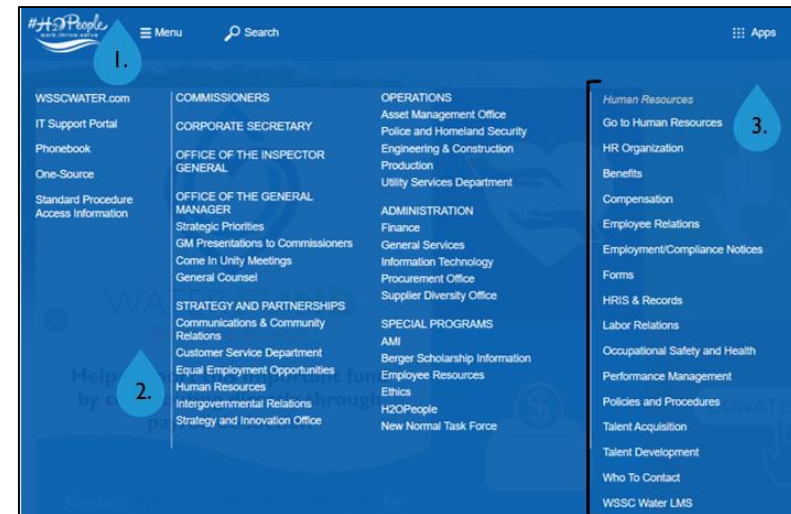 #H2OPeople
work.thrive.serve
Menu
Search
Apps
1.
WSSCWATER.com
IT Support Portal
Phonebook
One-Source
Standard Procedure
Access Information
COMMISSIONERS
CORPORATE SECRETARY
OFFICE OF THE INSPECTOR
GENERAL
OFFICE OF THE GENERAL
MANAGER
Strategic Priorities
GM Presentations to Commissioners
Come In Unity Meetings
General Counsel
STRATEGY AND PARTNERSHIPS
Communications & Community
Relations
Customer Service Department
Equal Employment Opportunities
2.
Human Resources
Intergovernmental Relations
Strategy and Innovation Office
OPERATIONS
Asset Management Office
Police and Homeland Security
Engineering & Construction
Production
Utility Services Department
ADMINISTRATION
Finance
General Services
Information Technology
Procurement Office
Supplier Diversity Office
SPECIAL PROGRAMS
AMI
Berger Scholarship Information
Employee Resources
Ethics
H2OPeople
New Normal Task Force
Human Resources
3.
Go to Human Resources
HR Organization
Benefits
Compensation
Employee Relations
Employment/Compliance Notices
Forms
HRIS & Records
Labor Relations
Occupational Safety and Health
Performance Management
Policies and Procedures
Talent Acquisition
Talent Development
Who To Contact
WSSC Water LMS